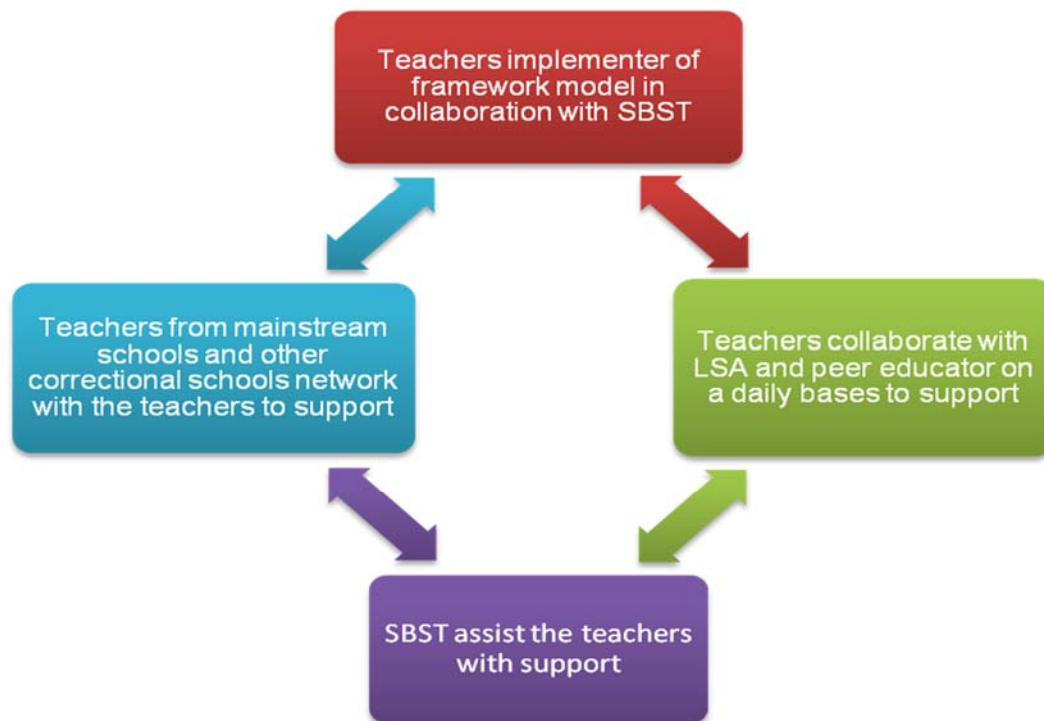 Teachers implementer of
framework model in
collaboration with SBST
Teachers from mainstream
schools and other
correctional schools network
with the teachers to support
Teachers collaborate with
LSA and peer educator on
a daily bases to support
SBST assist the teachers
with support